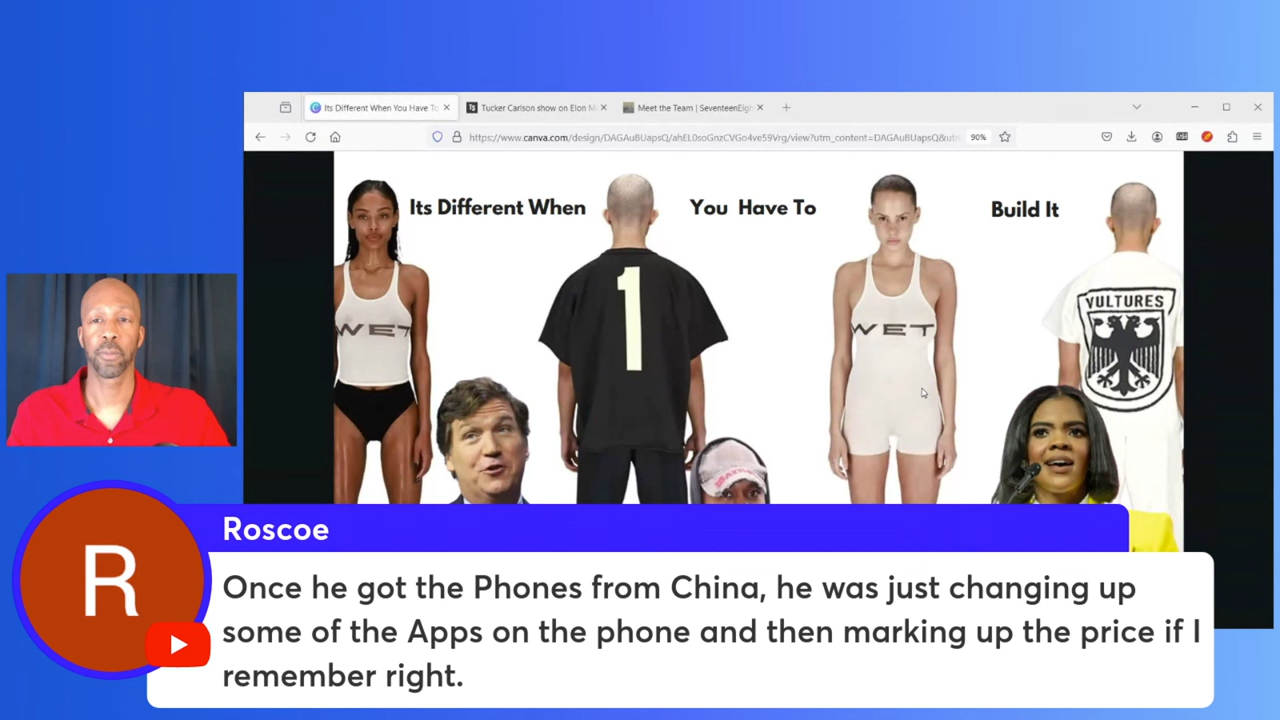 Its Different When You Have To
Tucker Carlson show on Elon M
Meet the Team | SeventeenEigh
https://www.canva.com/design/DAGAuBUapsQ/ahEL0soGnzCVGo4ve59Vrg/view?utm_content=DAGAuBUapsQ&utm
90%
Its Different When
You Have To
Build It
1
VULTURES
WET
WET
Roscoe
R
Once he got the Phones from China, he was just changing up
some of the Apps on the phone and then marking up the price if I
remember right.